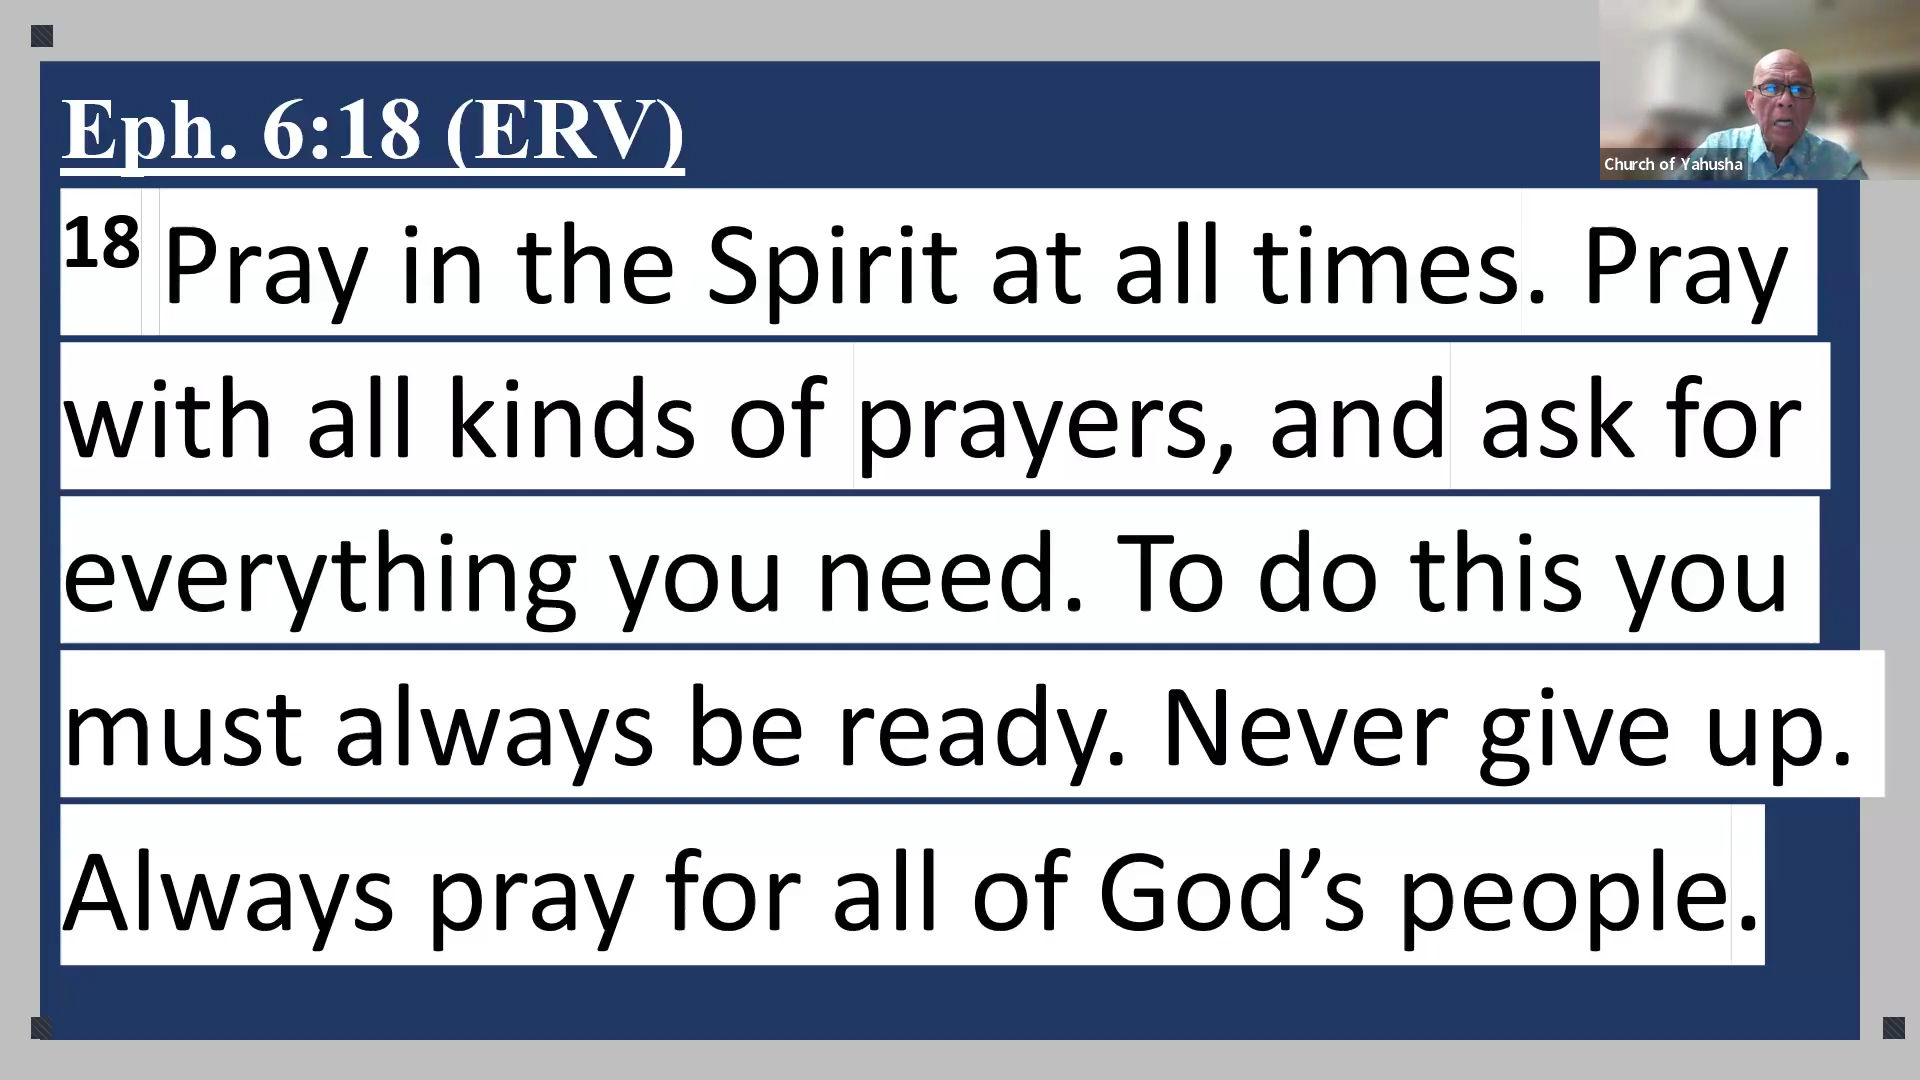 Eph. 6:18 (ERV)
Church of Yahusha
18 Pray in the Spirit at all times. Pray
with all kinds of prayers, and ask for
everything you need. To do this you
must always be ready. Never give up.
Always pray for all of God’s people.